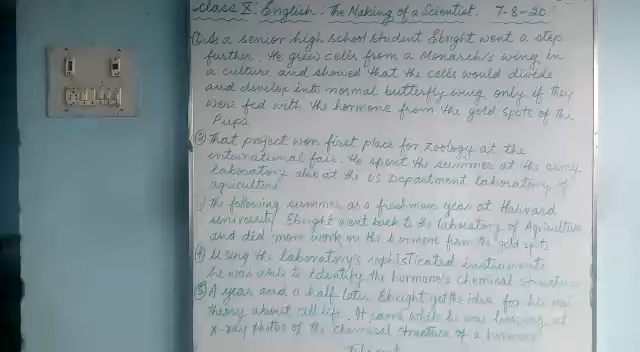 Class X. English. The Making of a Scientist. 7-8-20
① As a senior high school student Ebright went a step
further. He grew cells from a Monarch's wing in
a culture and showed that the cells would divide
and develop into normal butterfly wing only if they
were fed with the hormone from the gold spots of the
Pupa
② That project won first place for Zoology at the
international fair. He spent the summer at the army
laboratory also at the US Department laboratory of
agriculture
The following summer as a freshman year at Harvard
University Ebright went back to the laboratory of Agriculture
and did more work on the hormone from the gold spots
④ Using the laboratory's sophisticated instruments
he was able to identify the hormone's chemical structure
⑤ A year and a half later Ebright got the idea for his new
theory about cell life. It came while he was looking at
X-ray photos of the chemical structure of a hormone